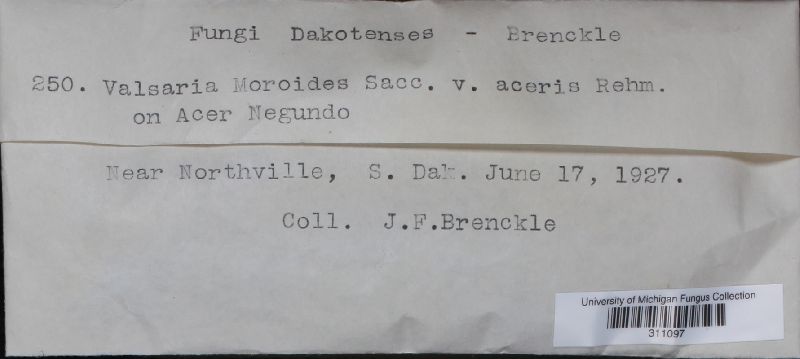 Fungi Dakotenses - Brenckle
250. Valsaria Moroides Sacc. v. aceris Rehm.
on Acer Negundo
Near Northville, S. Dak. June 17, 1927.
Coll. J.F.Brenckle
University of Michigan Fungus Collection
311097